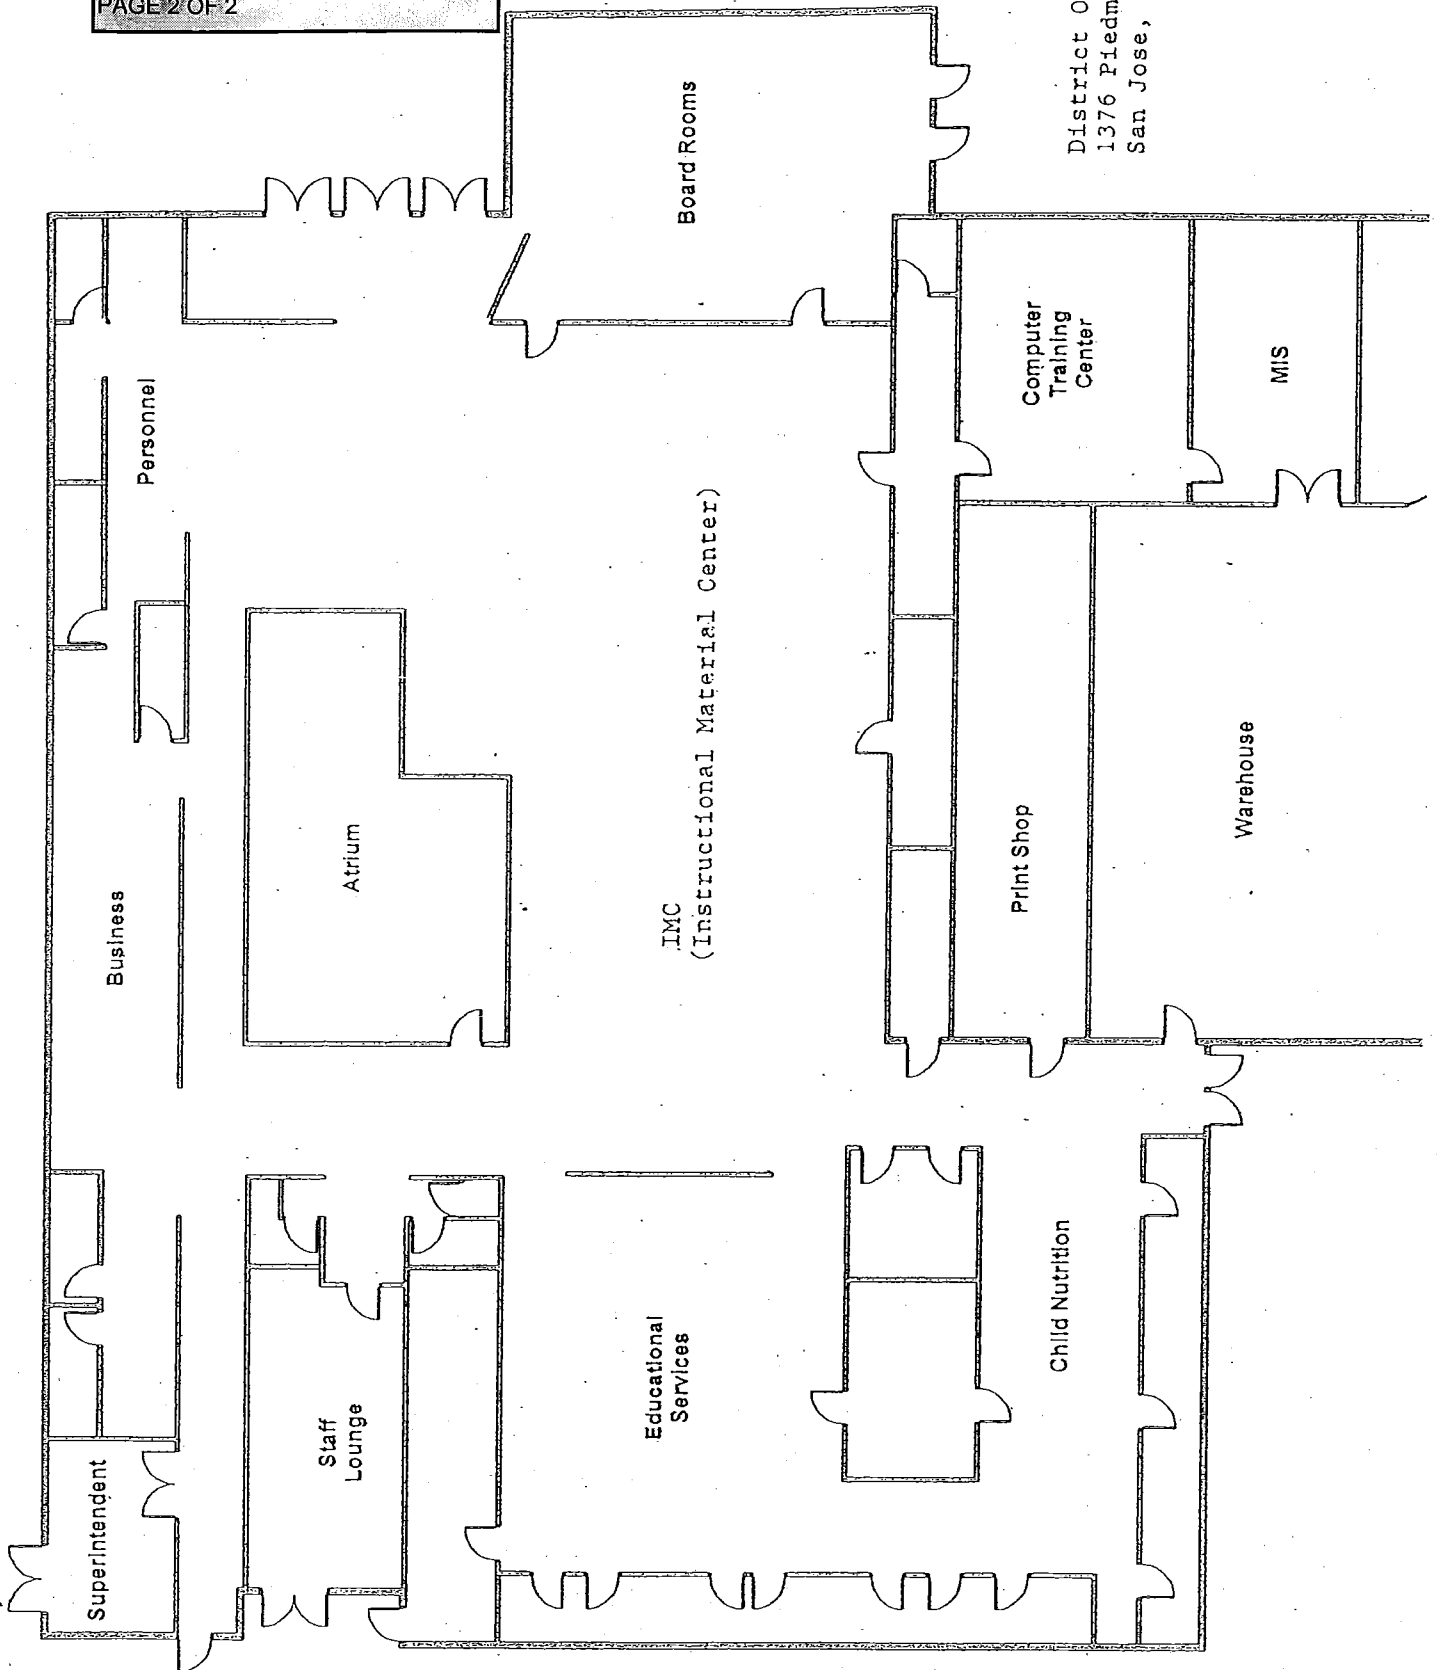 PAGE 2 OF 2
District O
1376 Piedm
San Jose,
Board Rooms
Computer
Training
Center
MIS
Personnel
IMC
(Instructional Material Center)
Atrium
Business
Print Shop
Warehouse
Educational
Services
Child Nutrition
Staff
Lounge
Superintendent